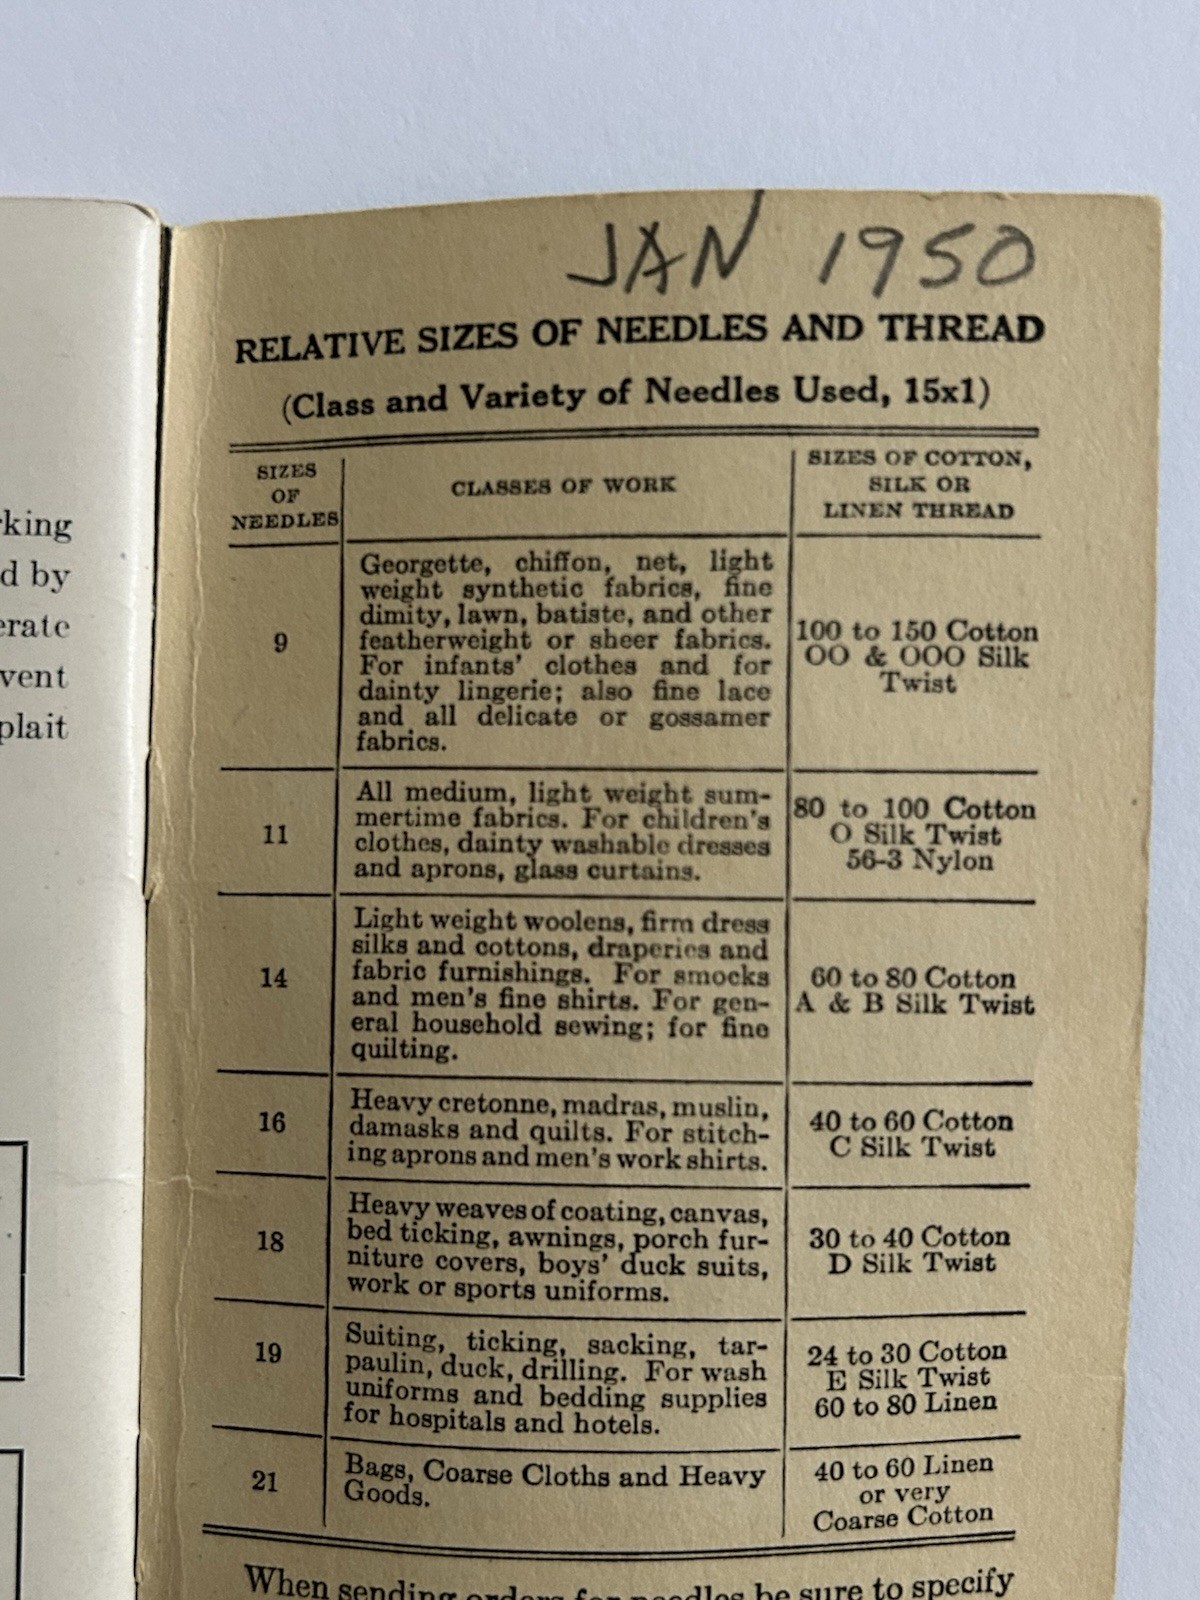 rking
d by
erate
vent
plait
JAN 1950
RELATIVE SIZES OF NEEDLES AND THREAD
(Class and Variety of Needles Used, 15x1)
SIZES
OF
NEEDLES
CLASSES OF WORK
SIZES OF COTTON,
SILK OR
LINEN THREAD
9
Georgette, chiffon, net, light
weight synthetic fabrics, fine
dimity, lawn, batiste, and other
featherweight or sheer fabrics.
For infants' clothes and for
dainty lingerie; also fine lace
and all delicate or gossamer
fabrics.
100 to 150 Cotton
OO & OOO Silk
Twist
11
All medium, light weight sum-
mertime fabrics. For children's
clothes, dainty washable dresses
and aprons, glass curtains.
80 to 100 Cotton
O Silk Twist
56-3 Nylon
14
Light weight woolens, firm dress
silks and cottons, draperies and
fabric furnishings. For smocks
and men's fine shirts. For gen-
eral household sewing; for fine
quilting.
60 to 80 Cotton
A & B Silk Twist
16
Heavy cretonne, madras, muslin,
damasks and quilts. For stitch-
ing aprons and men's work shirts.
40 to 60 Cotton
C Silk Twist
18
Heavy weaves of coating, canvas,
bed ticking, awnings, porch fur-
niture covers, boys' duck suits,
work or sports uniforms.
30 to 40 Cotton
D Silk Twist
19
Suiting, ticking, sacking, tar-
paulin, duck, drilling. For wash
uniforms and bedding supplies
for hospitals and hotels.
24 to 30 Cotton
E Silk Twist
60 to 80 Linen
21
Bags, Coarse Cloths and Heavy
Goods.
40 to 60 Linen
or very
Coarse Cotton
When sending orders for needles be sure to specify